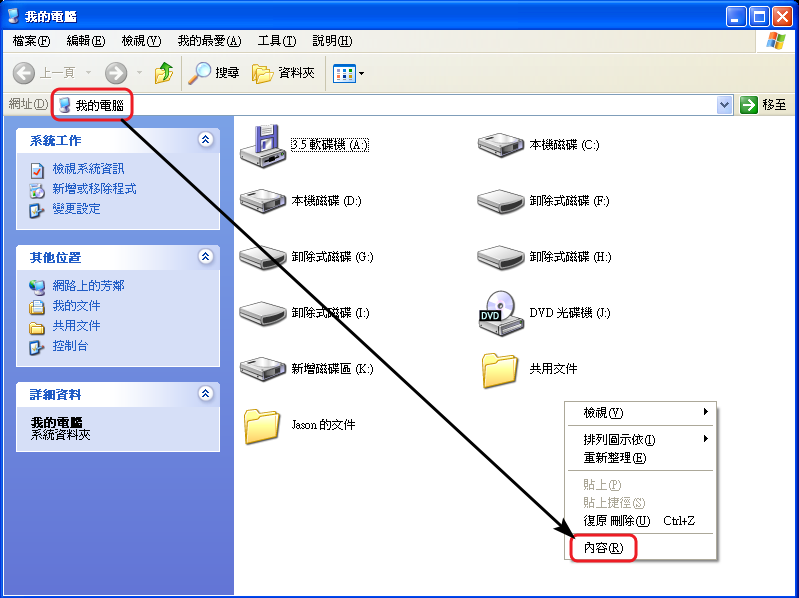 我的電腦
檔案(F) 編輯(E) 檢視(V) 我的最愛(A) 工具(T) 說明(H)
上一頁 搜尋 資料夾
網址(D) 我的電腦 移至
系統工作
檢視系統資訊
新增或移除程式
變更設定
其他位置
網路上的芳鄰
我的文件
共用文件
控制台
詳細資料
我的電腦
系統資料夾
3.5 軟碟機 (A:) 本機磁碟 (C:)
本機磁碟 (D:) 卸除式磁碟 (F:)
卸除式磁碟 (G:) 卸除式磁碟 (H:)
卸除式磁碟 (I:) DVD 光碟機 (J:)
DVD
新增磁碟區 (K:) 共用文件
Jason 的文件
檢視(V)
排列圖示依(I)
重新整理(E)
貼上(P)
貼上捷徑(S)
復原 刪除(U) Ctrl+Z
內容(R)